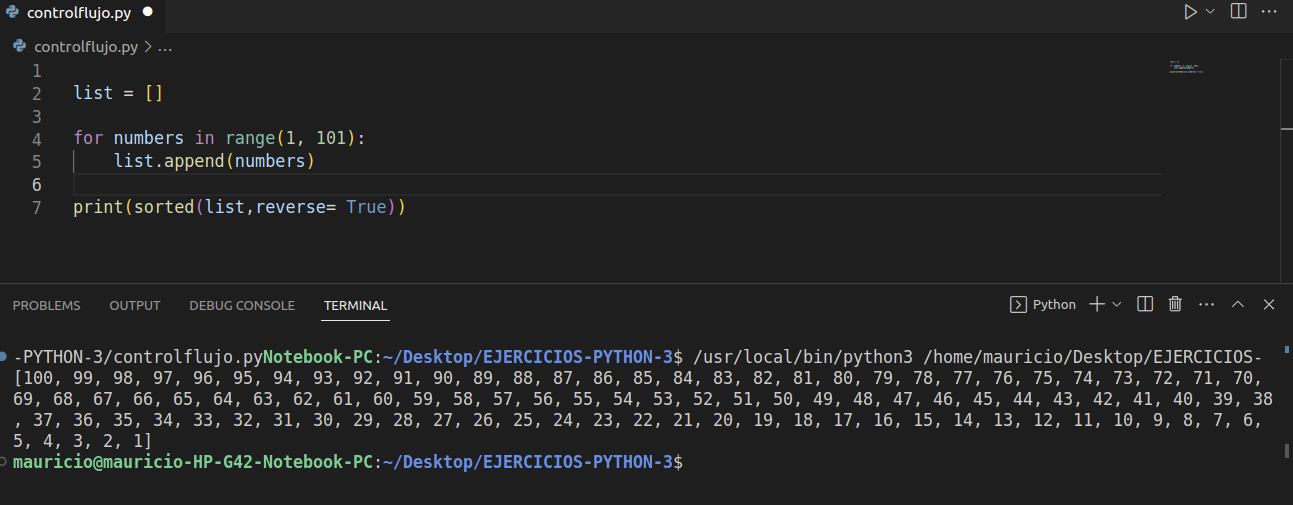 controlflujo.py
controlflujo.py > ...
1
2 list = []
3
4 for numbers in range(1, 101):
5     list.append(numbers)
6
7 print(sorted(list,reverse= True))
PROBLEMS OUTPUT DEBUG CONSOLE TERMINAL Python
-PYTHON-3/controlflujo.pyNotebook-PC:~/Desktop/EJERCICIOS-PYTHON-3$ /usr/local/bin/python3 /home/mauricio/Desktop/EJERCICIOS-
[100, 99, 98, 97, 96, 95, 94, 93, 92, 91, 90, 89, 88, 87, 86, 85, 84, 83, 82, 81, 80, 79, 78, 77, 76, 75, 74, 73, 72, 71, 70,
69, 68, 67, 66, 65, 64, 63, 62, 61, 60, 59, 58, 57, 56, 55, 54, 53, 52, 51, 50, 49, 48, 47, 46, 45, 44, 43, 42, 41, 40, 39, 38
, 37, 36, 35, 34, 33, 32, 31, 30, 29, 28, 27, 26, 25, 24, 23, 22, 21, 20, 19, 18, 17, 16, 15, 14, 13, 12, 11, 10, 9, 8, 7, 6,
5, 4, 3, 2, 1]
mauricio@mauricio-HP-G42-Notebook-PC:~/Desktop/EJERCICIOS-PYTHON-3$